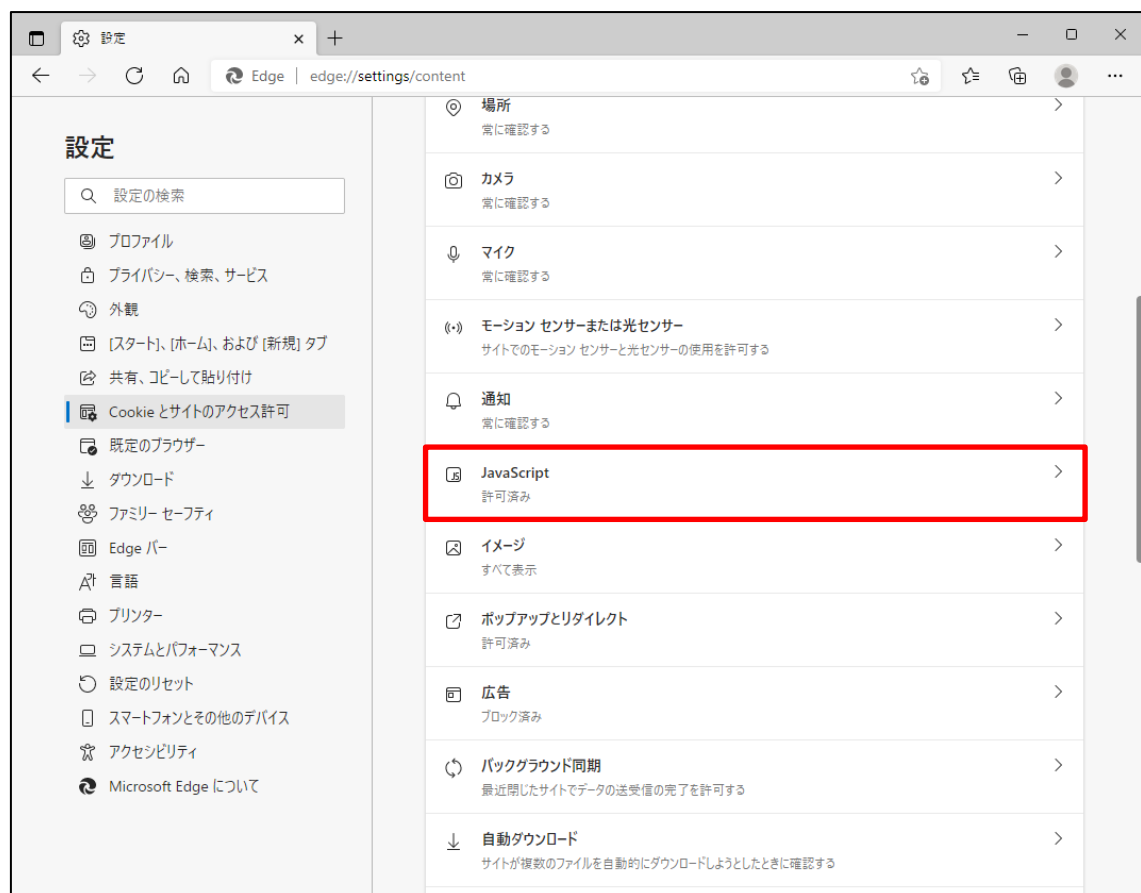 設定
Edge
edge://settings/content
設定
設定の検索
プロファイル
プライバシー、検索、サービス
外観
[スタート]、[ホーム]、および [新規] タブ
共有、コピーして貼り付け
Cookie とサイトのアクセス許可
既定のブラウザー
ダウンロード
ファミリー セーフティ
Edge バー
言語
プリンター
システムとパフォーマンス
設定のリセット
スマートフォンとその他のデバイス
アクセシビリティ
Microsoft Edge について
場所
常に確認する
カメラ
常に確認する
マイク
常に確認する
モーション センサーまたは光センサー
サイトでのモーション センサーと光センサーの使用を許可する
通知
常に確認する
JavaScript
許可済み
イメージ
すべて表示
ポップアップとリダイレクト
許可済み
広告
ブロック済み
バックグラウンド同期
最近閉じたサイトでデータの送受信の完了を許可する
自動ダウンロード
サイトが複数のファイルを自動的にダウンロードしようとしたときに確認する